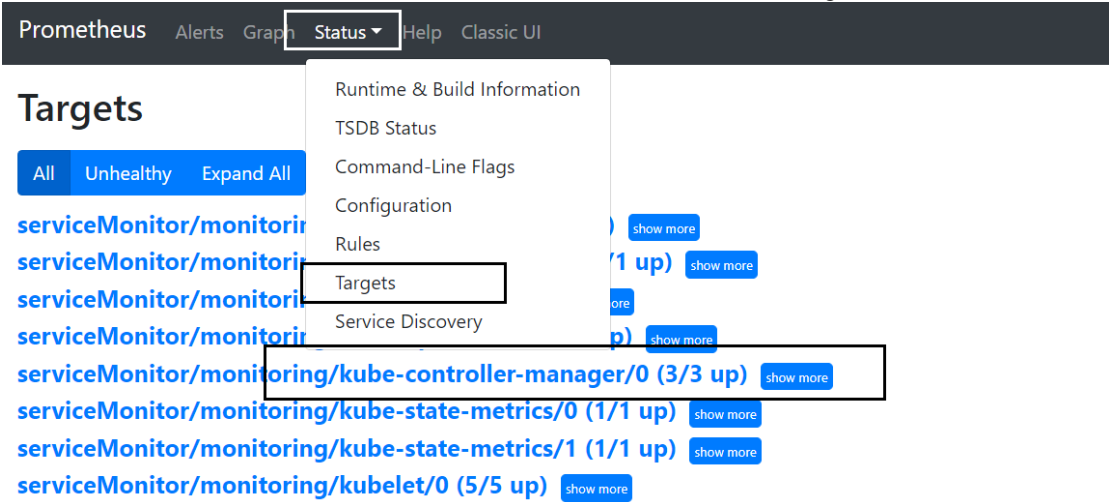 Prometheus Alerts Graph Status Help Classic UI
Targets
All Unhealthy Expand All
Runtime & Build Information
TSDB Status
Command-Line Flags
Configuration
Rules
Targets
Service Discovery
serviceMonitor/monitorin ) show more
serviceMonitor/monitorin /1 up) show more
serviceMonitor/monitorin ore
serviceMonitor/monitoring p) show more
serviceMonitor/monitoring/kube-controller-manager/0 (3/3 up) show more
serviceMonitor/monitoring/kube-state-metrics/0 (1/1 up) show more
serviceMonitor/monitoring/kube-state-metrics/1 (1/1 up) show more
serviceMonitor/monitoring/kubelet/0 (5/5 up) show more